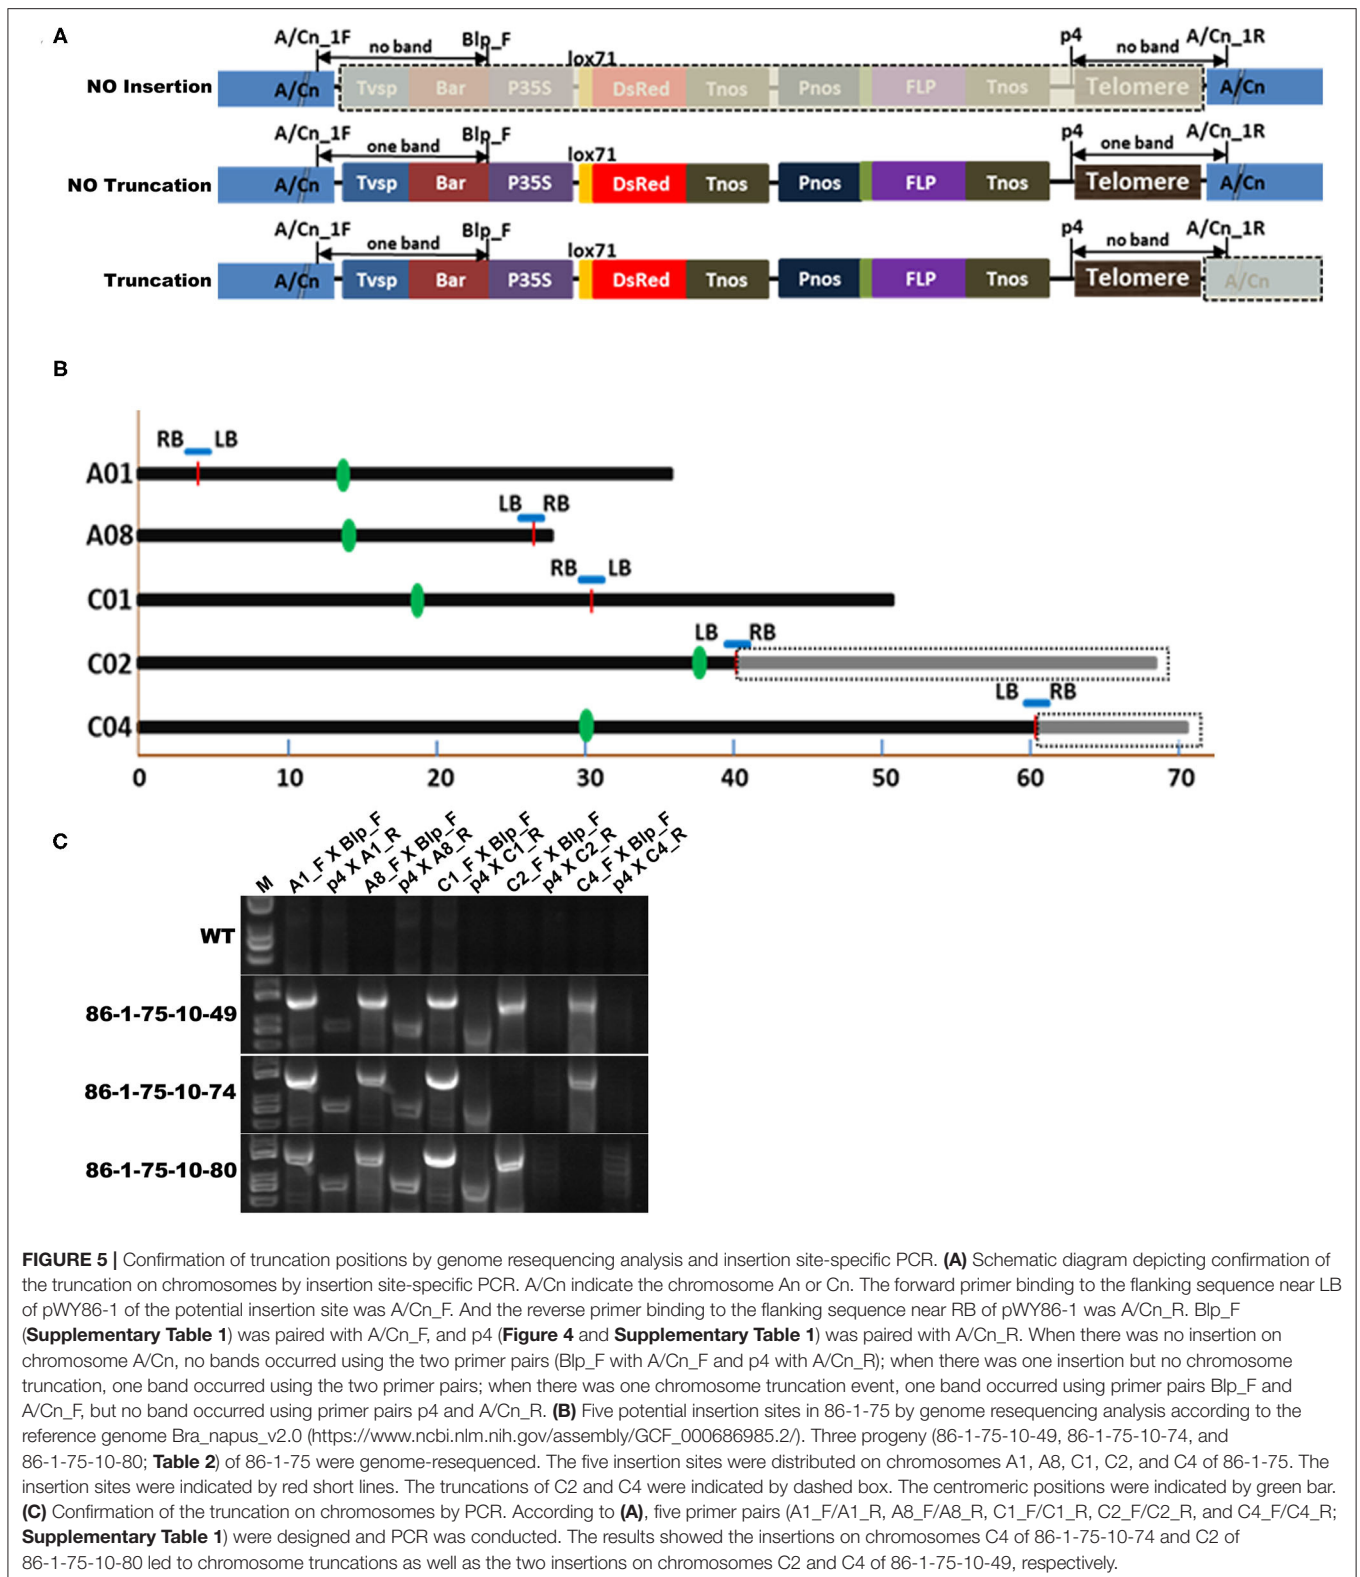 A
A/Cn_1F
no band
Blp_F
lox71
p4
no band
A/Cn_1R
NO Insertion
A/Cn
Tvsp
Bar
P35S
DsRed
Tnos
Pnos
FLP
Tnos
Telomere
A/Cn
A/Cn_1F
one band
Blp_F
lox71
p4
one band
A/Cn_1R
NO Truncation
A/Cn
Tvsp
Bar
P35S
DsRed
Tnos
Pnos
FLP
Tnos
Telomere
A/Cn
A/Cn_1F
one band
Blp_F
lox71
p4
no band
A/Cn_1R
Truncation
A/Cn
Tvsp
Bar
P35S
DsRed
Tnos
Pnos
FLP
Tnos
Telomere
A/Cn
B
RB LB
A01
LB RB
A08
RB LB
C01
LB RB
C02
LB RB
C04
0 10 20 30 40 50 60 70
C
M
A1_F X Blp_F
p4 X A1_R
A8_F X Blp_F
p4 X A8_R
C1_F X Blp_F
p4 X C1_R
C2_F X Blp_F
p4 X C2_R
C4_F X Blp_F
p4 X C4_R
WT
86-1-75-10-49
86-1-75-10-74
86-1-75-10-80
FIGURE 5 | Confirmation of truncation positions by genome resequencing analysis and insertion site-specific PCR. (A) Schematic diagram depicting confirmation of
the truncation on chromosomes by insertion site-specific PCR. A/Cn indicate the chromosome An or Cn. The forward primer binding to the flanking sequence near LB
of pWY86-1 of the potential insertion site was A/Cn_F. And the reverse primer binding to the flanking sequence near RB of pWY86-1 was A/Cn_R. Blp_F
(Supplementary Table 1) was paired with A/Cn_F, and p4 (Figure 4 and Supplementary Table 1) was paired with A/Cn_R. When there was no insertion on
chromosome A/Cn, no bands occurred using the two primer pairs (Blp_F with A/Cn_F and p4 with A/Cn_R); when there was one insertion but no chromosome
truncation, one band occurred using the two primer pairs; when there was one chromosome truncation event, one band occurred using primer pairs Blp_F and
A/Cn_F, but no band occurred using primer pairs p4 and A/Cn_R. (B) Five potential insertion sites in 86-1-75 by genome resequencing analysis according to the
reference genome Bra_napus_v2.0 (https://www.ncbi.nlm.nih.gov/assembly/GCF_000686985.2/). Three progeny (86-1-75-10-49, 86-1-75-10-74, and
86-1-75-10-80; Table 2) of 86-1-75 were genome-resequenced. The five insertion sites were distributed on chromosomes A1, A8, C1, C2, and C4 of 86-1-75. The
insertion sites were indicated by red short lines. The truncations of C2 and C4 were indicated by dashed box. The centromeric positions were indicated by green bar.
(C) Confirmation of the truncation on chromosomes by PCR. According to (A), five primer pairs (A1_F/A1_R, A8_F/A8_R, C1_F/C1_R, C2_F/C2_R, and C4_F/C4_R;
Supplementary Table 1) were designed and PCR was conducted. The results showed the insertions on chromosomes C4 of 86-1-75-10-74 and C2 of
86-1-75-10-80 led to chromosome truncations as well as the two insertions on chromosomes C2 and C4 of 86-1-75-10-49, respectively.